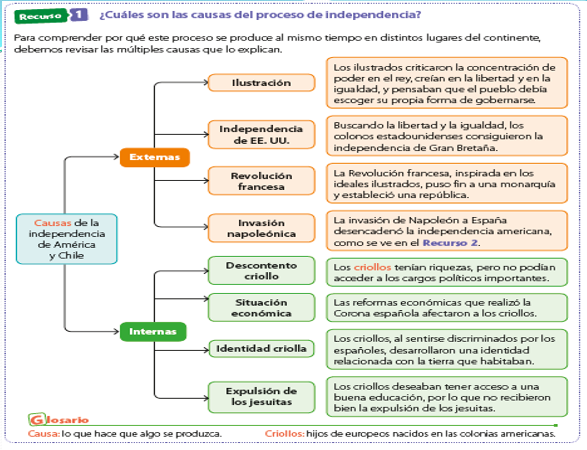 Recurso 1 ¿Cuáles son las causas del proceso de independencia?
Para comprender por qué este proceso se produce al mismo tiempo en distintos lugares del continente,
debemos revisar las múltiples causas que lo explican.
Causas de la
independencia
de América
y Chile
Externas
Ilustración
Los ilustrados criticaron la concentración de
poder en el rey, creían en la libertad y en la
igualdad, y pensaban que el pueblo debía
escoger su propia forma de gobernarse.
Independencia
de EE. UU.
Buscando la libertad y la igualdad, los
colonos estadounidenses consiguieron la
independencia de Gran Bretaña.
Revolución
francesa
La Revolución francesa, inspirada en los
ideales ilustrados, puso fin a una monarquía
y estableció una república.
Invasión
napoleónica
La invasión de Napoleón a España
desencadenó la independencia americana,
como se ve en el Recurso 2.
Internas
Descontento
criollo
Los criollos tenían riquezas, pero no podían
acceder a los cargos políticos importantes.
Situación
económica
Las reformas económicas que realizó la
Corona española afectaron a los criollos.
Identidad criolla
Los criollos, al sentirse discriminados por los
españoles, desarrollaron una identidad
relacionada con la tierra que habitaban.
Expulsión de
los jesuitas
Los criollos deseaban tener acceso a una
buena educación, por lo que no recibieron
bien la expulsión de los jesuitas.
Glosario
Causa: lo que hace que algo se produzca.
Criollos: hijos de europeos nacidos en las colonias americanas.